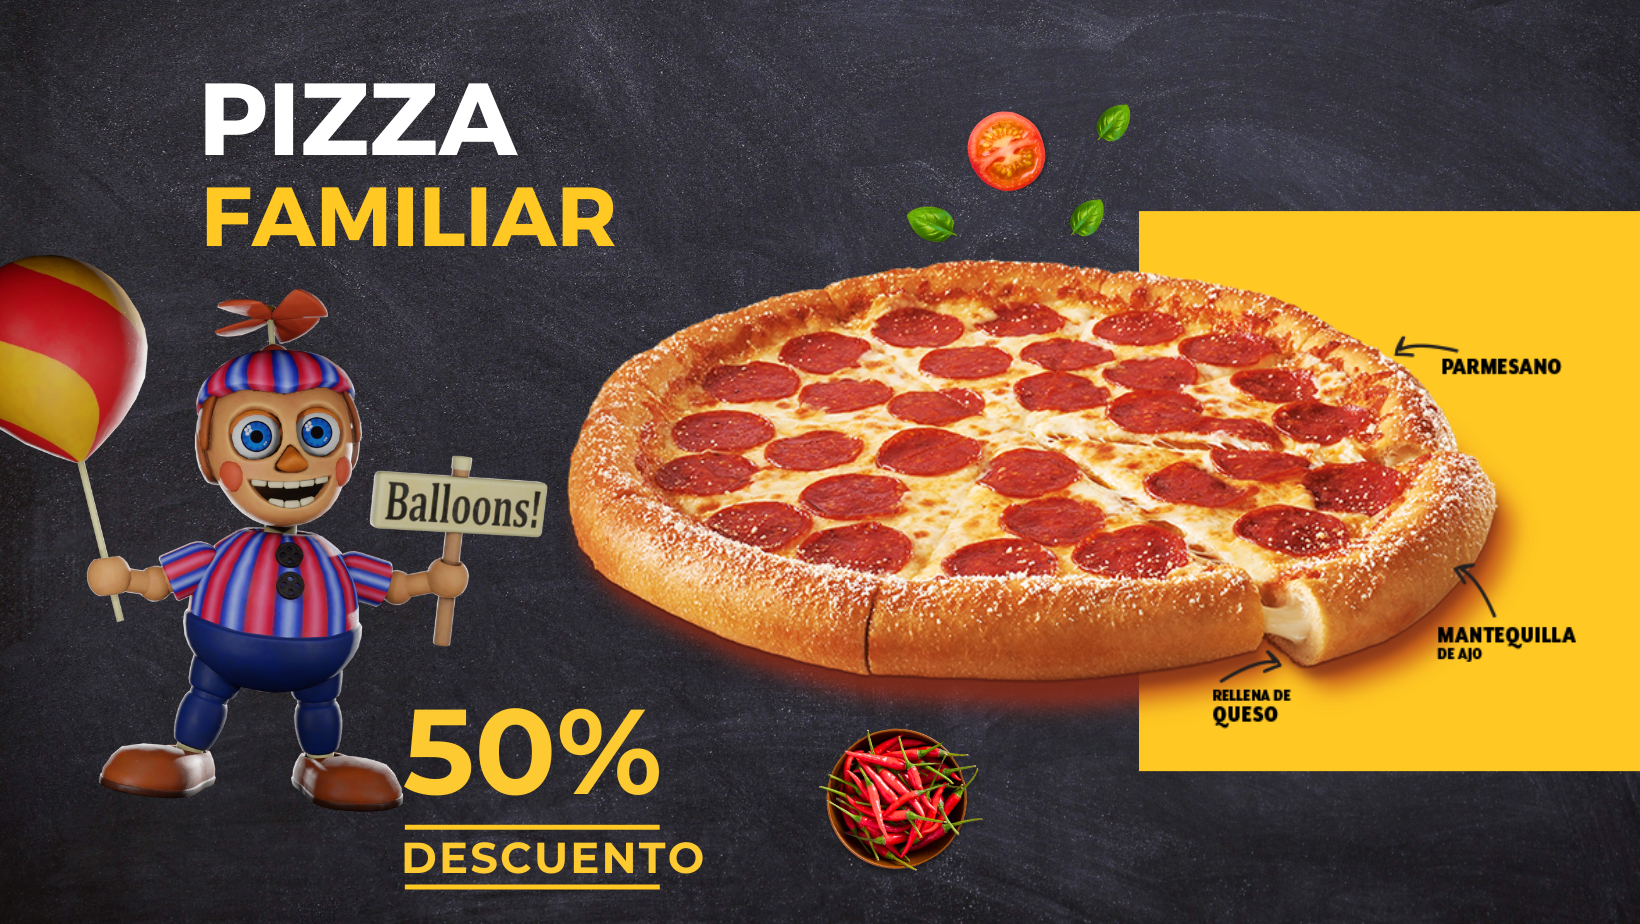 PIZZA
FAMILIAR
Balloons!
PARMESANO
MANTEQUILLA
DE AJO
RELLENA DE
QUESO
50%
DESCUENTO